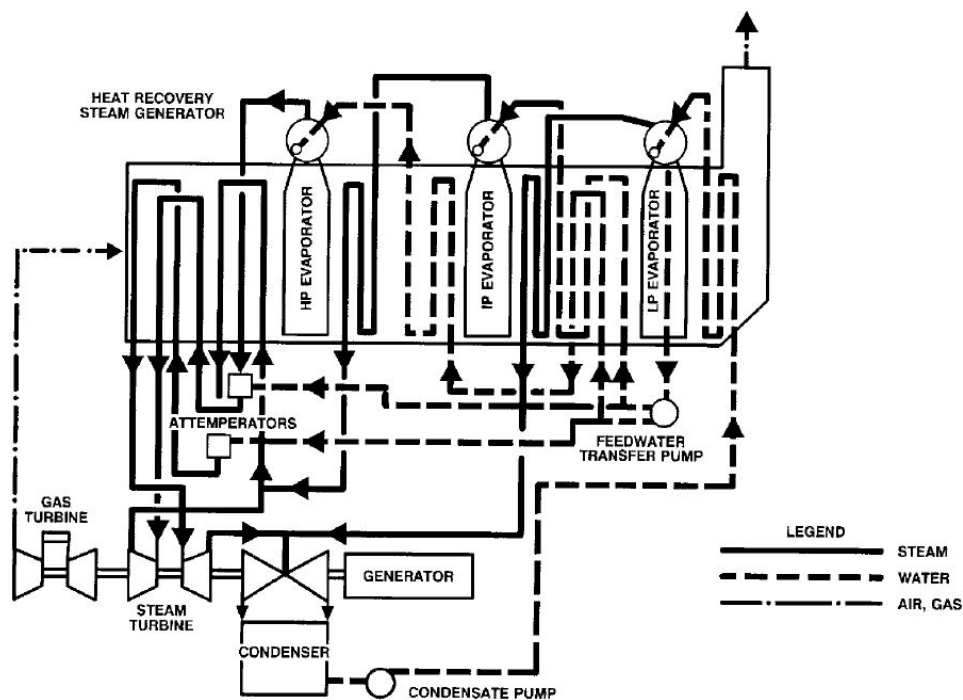 HEAT RECOVERY
STEAM GENERATOR
HP EVAPORATOR
IP EVAPORATOR
LP EVAPORATOR
ATTEMPERATORS
FEEDWATER
TRANSFER PUMP
GAS
TURBINE
STEAM
TURBINE
GENERATOR
CONDENSER
CONDENSATE PUMP
LEGEND
STEAM
WATER
AIR, GAS